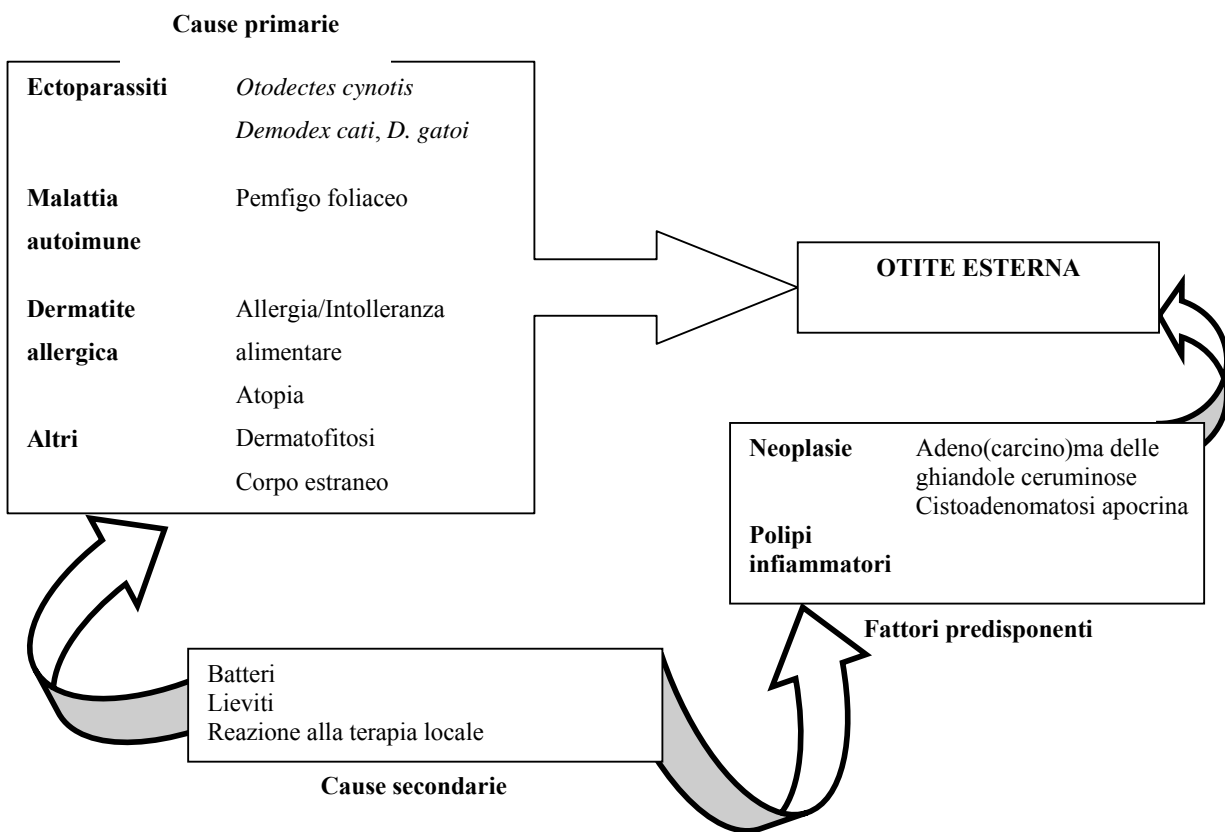 Cause primarie
Ectoparassiti Otodectes cynotis
Demodex cati, D. gatoi
Malattia Pemfigo foliaceo
autoimune
Dermatite Allergia/Intolleranza
allergica alimentare
Atopia
Altri Dermatofitosi
Corpo estraneo
OTITE ESTERNA
Neoplasie Adeno(carcino)ma delle
ghiandole ceruminose
Cistoadenomatosi apocrina
Polipi
infiammatori
Fattori predisponenti
Batteri
Lieviti
Reazione alla terapia locale
Cause secondarie